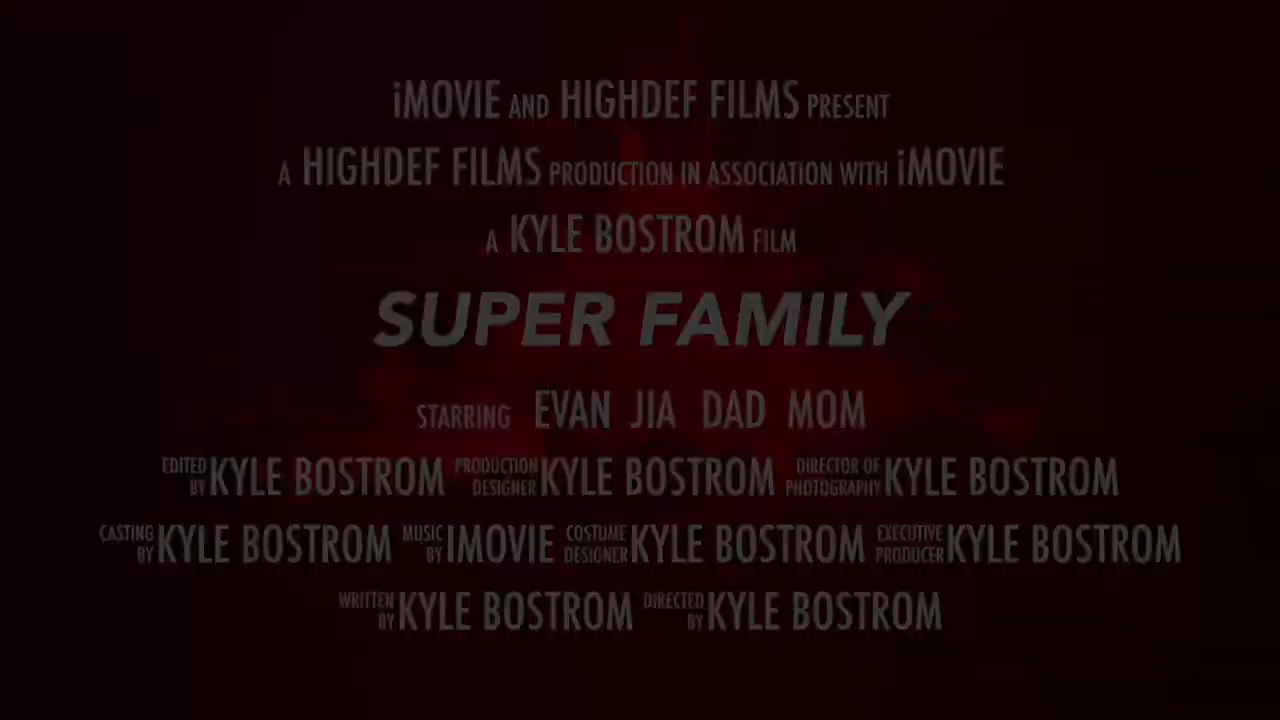 iMOVIE AND HIGHDEF FILMS PRESENT
A HIGHDEF FILMS PRODUCTION IN ASSOCIATION WITH iMOVIE
A KYLE BOSTROM FILM
SUPER FAMILY
STARRING EVAN JIA DAD MOM
EDITED BY KYLE BOSTROM PRODUCTION DESIGNER KYLE BOSTROM DIRECTOR OF PHOTOGRAPHY KYLE BOSTROM
CASTING BY KYLE BOSTROM MUSIC BY IMOVIE COSTUME DESIGNER KYLE BOSTROM EXECUTIVE PRODUCER KYLE BOSTROM
WRITTEN BY KYLE BOSTROM DIRECTED BY KYLE BOSTROM